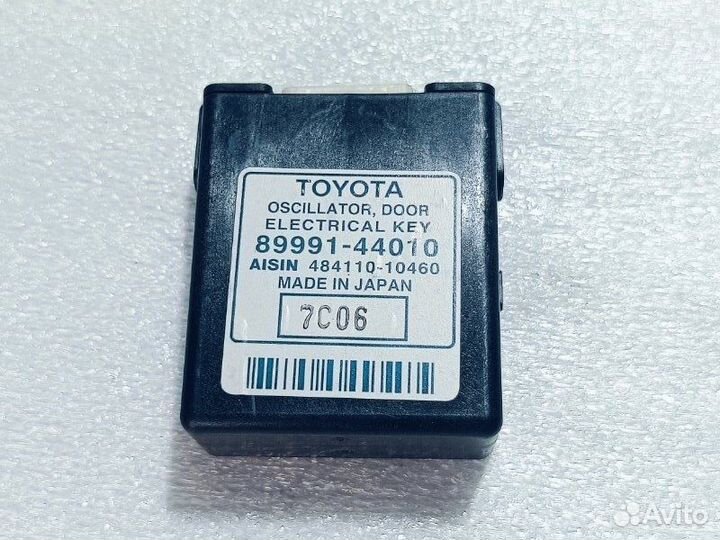 TOYOTA
OSCILLATOR, DOOR
ELECTRICAL KEY
89991-44010
AISIN 484110-10460
MADE IN JAPAN
7C06
Avito